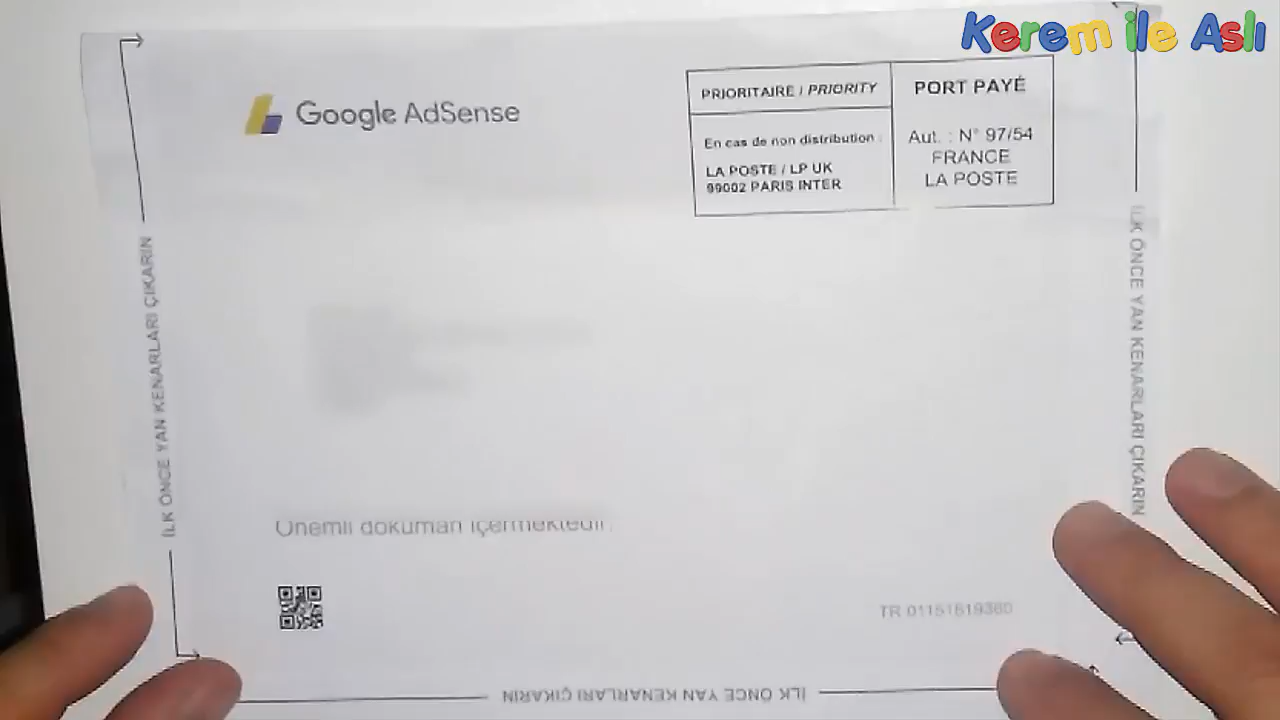 Kerem ile Aslı
Google AdSense
PRIORITAIRE / PRIORITY
En cas de non distribution :
LA POSTE / LP UK
99002 PARIS INTER
PORT PAYÉ
Aut. : N° 97/54
FRANCE
LA POSTE
İLK ÖNCE YAN KENARLARI ÇIKARIN
İLK ÖNCE YAN KENARLARI ÇIKARIN
Önemli doküman içermektedir.
TR 01151619360
İLK ÖNCE YAN KENARLARI ÇIKARIN